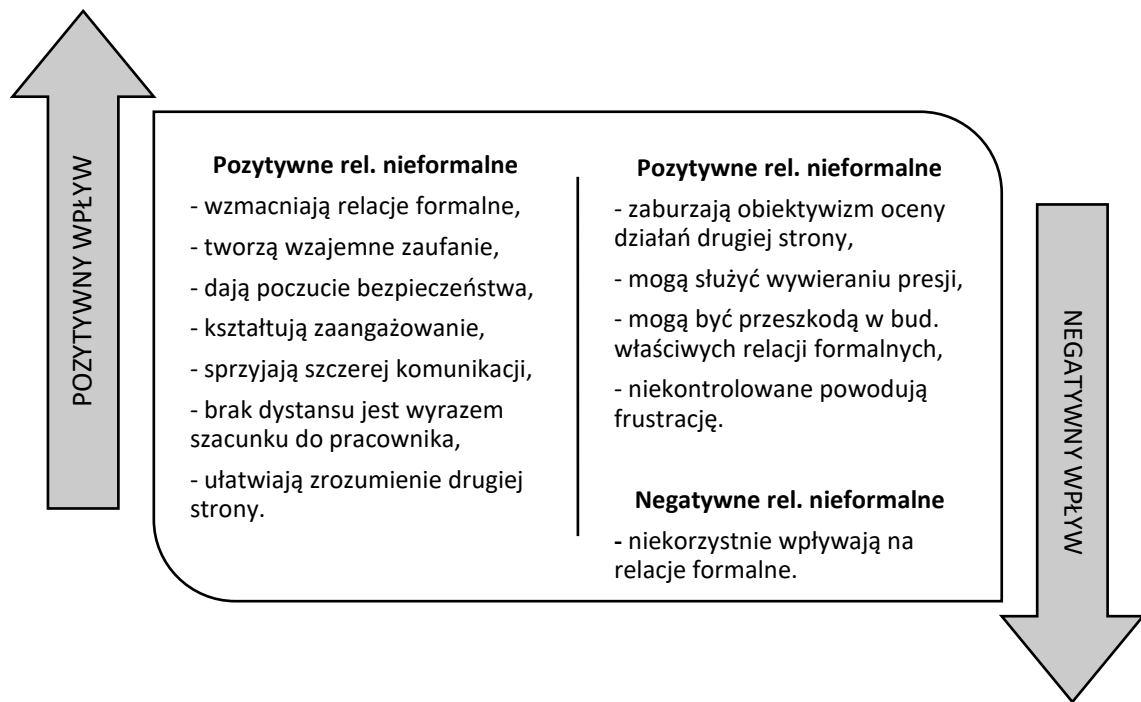 POZYTYWNY WPŁYW
Pozytywne rel. nieformalne
- wzmacniają relacje formalne,
- tworzą wzajemne zaufanie,
- dają poczucie bezpieczeństwa,
- kształtują zaangażowanie,
- sprzyjają szczerej komunikacji,
- brak dystansu jest wyrazem
szacunku do pracownika,
- ułatwiają zrozumienie drugiej
strony.
Pozytywne rel. nieformalne
- zaburzają obiektywizm oceny
działań drugiej strony,
- mogą służyć wywieraniu presji,
- mogą być przeszkodą w bud.
właściwych relacji formalnych,
- niekontrolowane powodują
frustrację.
Negatywne rel. nieformalne
- niekorzystnie wpływają na
relacje formalne.
NEGATYWNY WPŁYW